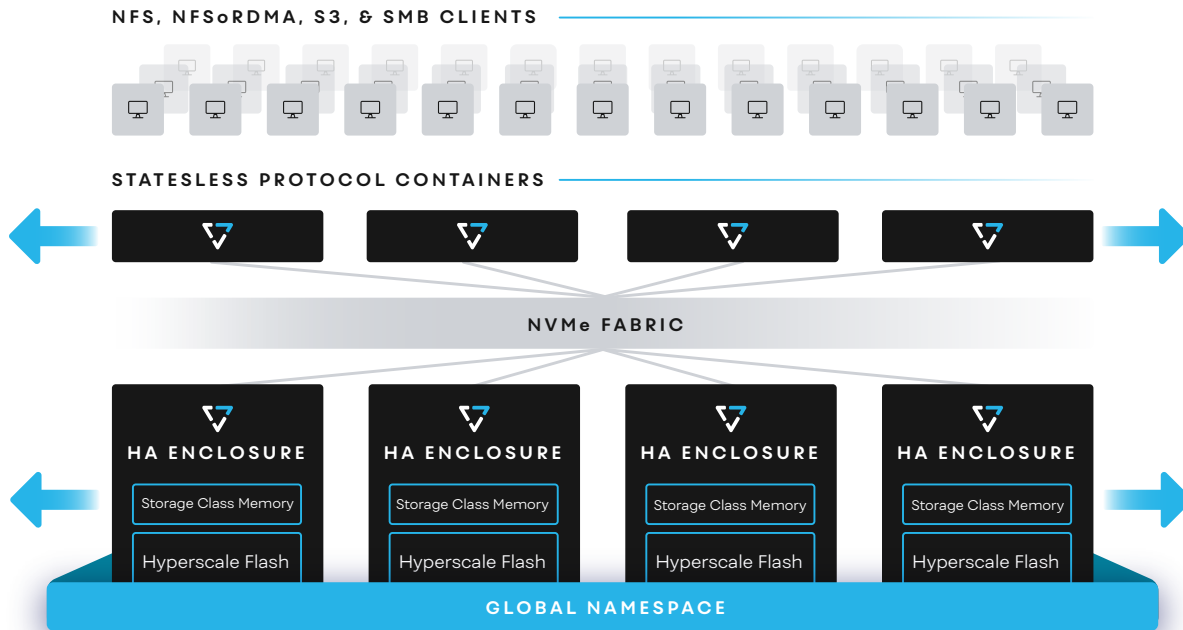 NFS, NFSoRDMA, S3, & SMB CLIENTS
STATESLESS PROTOCOL CONTAINERS
NVMe FABRIC
HA ENCLOSURE HA ENCLOSURE HA ENCLOSURE HA ENCLOSURE
Storage Class Memory Storage Class Memory Storage Class Memory Storage Class Memory
Hyperscale Flash Hyperscale Flash Hyperscale Flash Hyperscale Flash
GLOBAL NAMESPACE